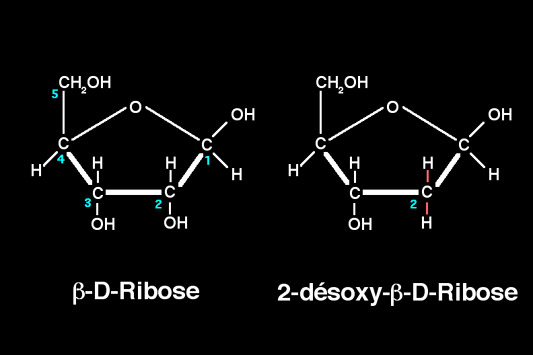 CH2OH CH2OH
5
O OH O OH
C C C C
4 1
H H H H H H H H
3 C C C C
2 2
OH OH OH H
β-D-Ribose 2-désoxy-β-D-Ribose